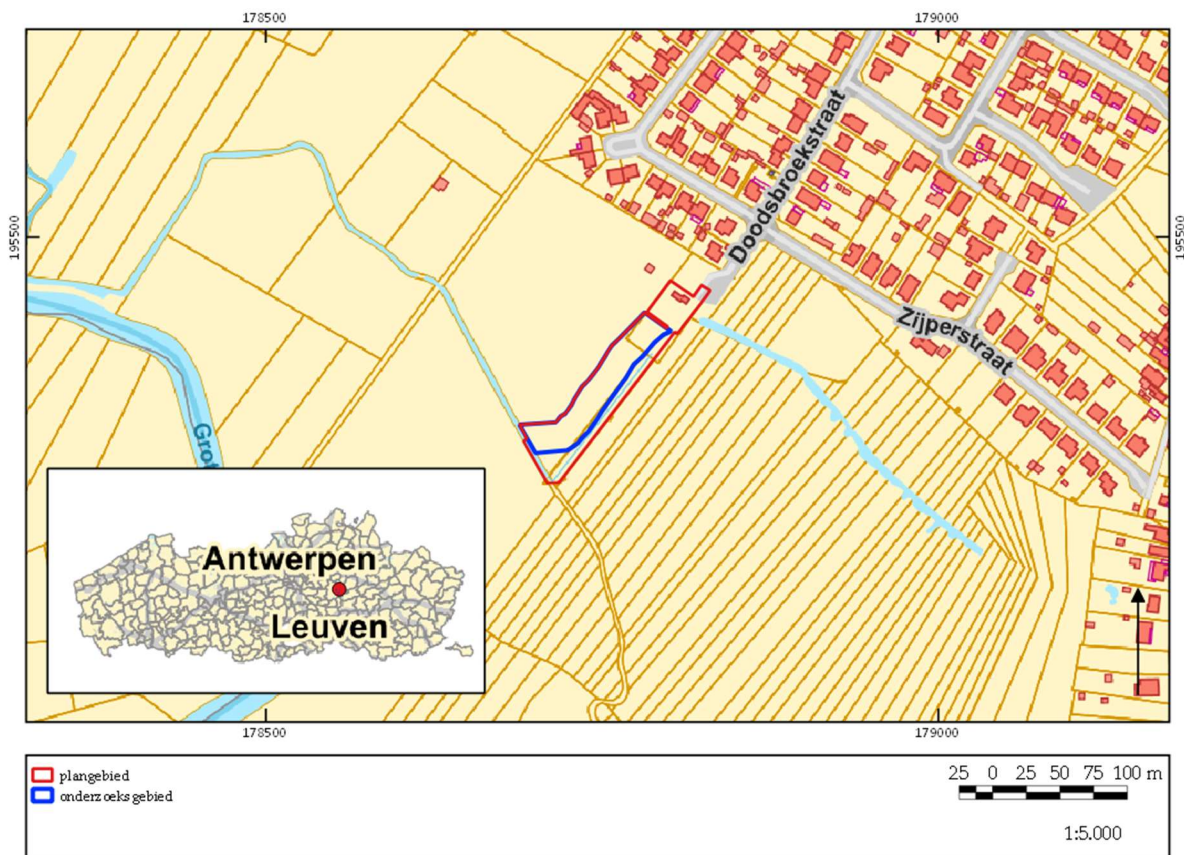 178500
179000
195500
195500
Doodsbroekstraat
Zijperstraat
Grot
Antwerpen
Leuven
178500
179000
plangebied
onderzoeksgebied
25 0 25 50 75 100 m
1:5.000